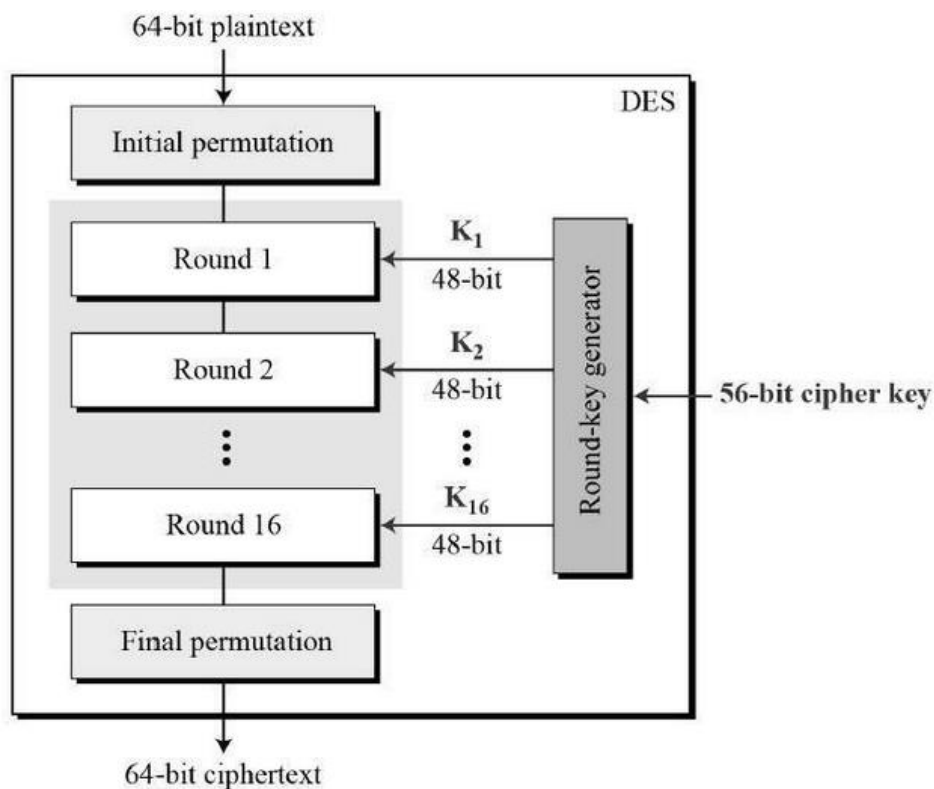 64-bit plaintext
DES
Initial permutation
Round 1
K₁
48-bit
Round 2
K₂
48-bit
Round-key generator
56-bit cipher key
Round 16
K₁₆
48-bit
Final permutation
64-bit ciphertext